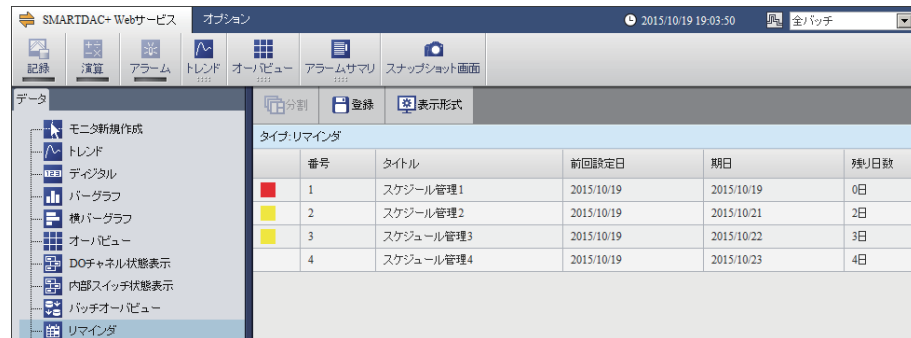 SMARTDAC+ Webサービス オプション 2015/10/19 19:03:50 全バッチ
記録 演算 アラーム トレンド オーバビュー アラームサマリ スナップショット画面
データ
分割 登録 表示形式
タイプ:リマインダ
番号 タイトル 前回設定日 期日 残り日数
1 スケジール管理1 2015/10/19 2015/10/19 0日
2 スケジール管理2 2015/10/19 2015/10/21 2日
3 スケジュール管理3 2015/10/19 2015/10/22 3日
4 スケジュール管理4 2015/10/19 2015/10/23 4日
モニタ新規作成
トレンド
123 ディジタル
バーグラフ
横バーグラフ
オーバビュー
DOチャネル状態表示
内部スイッチ状態表示
バッチオーバビュー
リマインダ